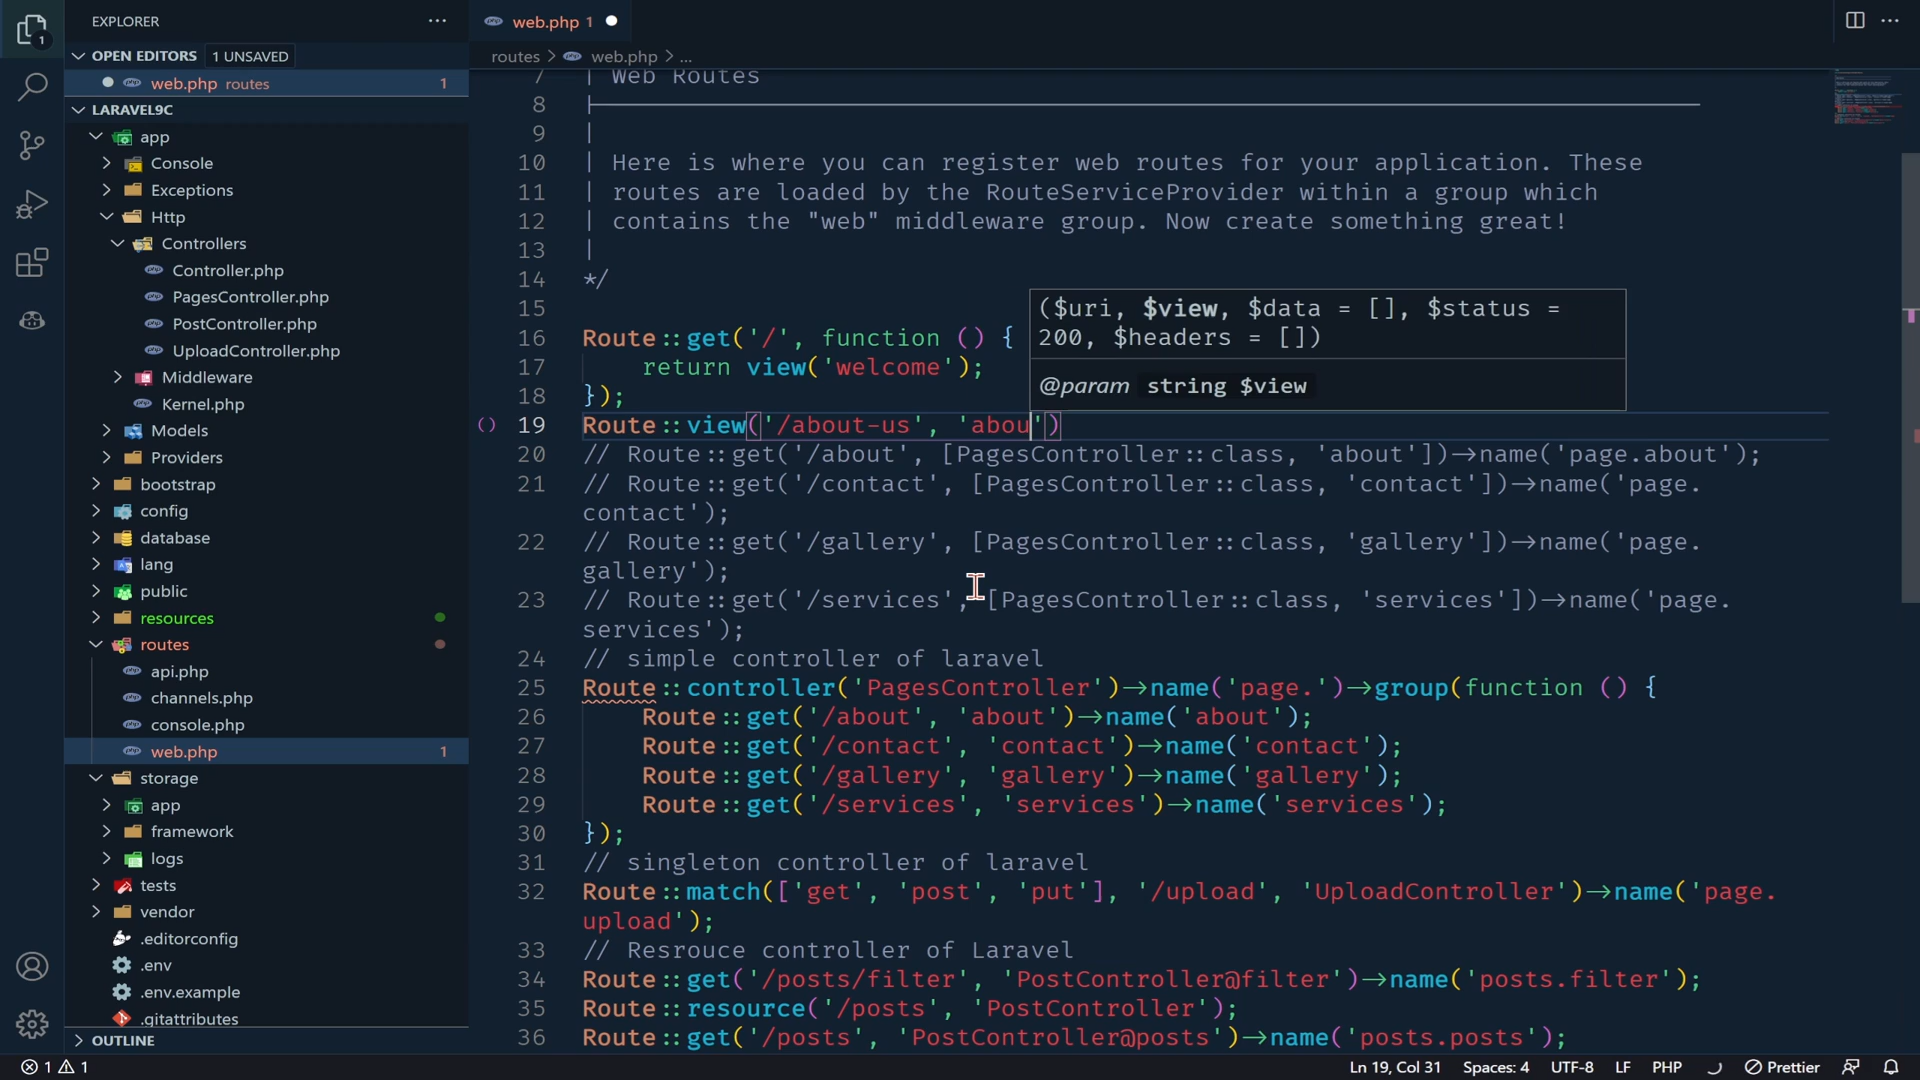 EXPLORER
OPEN EDITORS 1 UNSAVED
web.php routes 1
LARAVEL9C
app
Console
Exceptions
Http
Controllers
Controller.php
PagesController.php
PostController.php
UploadController.php
Middleware
Kernel.php
Models
Providers
bootstrap
config
database
lang
public
resources
routes
api.php
channels.php
console.php
web.php 1
storage
app
framework
logs
tests
vendor
.editorconfig
.env
.env.example
.gitattributes
OUTLINE
1
web.php 1
routes > web.php > ...
7 | Web Routes
8
9 |
10 | Here is where you can register web routes for your application. These
11 | routes are loaded by the RouteServiceProvider within a group which
12 | contains the "web" middleware group. Now create something great!
13 |
14 */
15
16 Route::get('/', function () {
17 return view('welcome');
18 });
19 Route::view('/about-us', 'abou')
20 // Route::get('/about', [PagesController::class, 'about'])->name('page.about');
21 // Route::get('/contact', [PagesController::class, 'contact'])->name('page.
contact');
22 // Route::get('/gallery', [PagesController::class, 'gallery'])->name('page.
gallery');
23 // Route::get('/services', [PagesController::class, 'services'])->name('page.
services');
24 // simple controller of laravel
25 Route::controller('PagesController')->name('page.')->group(function () {
26 Route::get('/about', 'about')->name('about');
27 Route::get('/contact', 'contact')->name('contact');
28 Route::get('/gallery', 'gallery')->name('gallery');
29 Route::get('/services', 'services')->name('services');
30 });
31 // singleton controller of laravel
32 Route::match(['get', 'post', 'put'], '/upload', 'UploadController')->name('page.
upload');
33 // Resrouce controller of Laravel
34 Route::get('/posts/filter', 'PostController@filter')->name('posts.filter');
35 Route::resource('/posts', 'PostController');
36 Route::get('/posts', 'PostController@posts')->name('posts.posts');
($uri, $view, $data = [], $status =
200, $headers = [])
@param string $view
1 1
Ln 19, Col 31 Spaces: 4 UTF-8 LF PHP Prettier